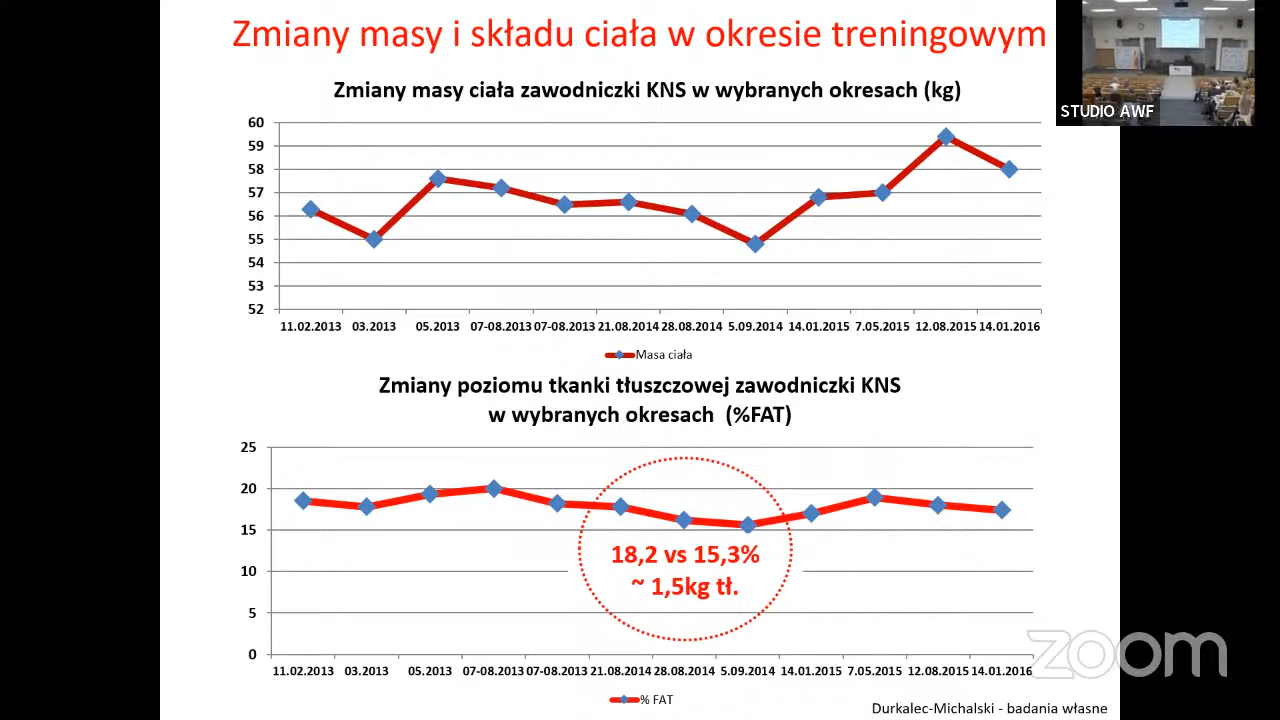 Zmiany masy i składu ciała w okresie treningowym
STUDIO AWF
Zmiany masy ciała zawodniczki KNS w wybranych okresach (kg)
60
59
58
57
56
55
54
53
52
11.02.2013 03.2013 05.2013 07-08.2013 07-08.2013 21.08.2014 28.08.2014 5.09.2014 14.01.2015 7.05.2015 12.08.2015 14.01.2016
Masa ciała
Zmiany poziomu tkanki tłuszczowej zawodniczki KNS
w wybranych okresach (%FAT)
25
20
15
10
5
0
18,2 vs 15,3%
~ 1,5kg tł.
11.02.2013 03.2013 05.2013 07-08.2013 07-08.2013 21.08.2014 28.08.2014 5.09.2014 14.01.2015 7.05.2015 12.08.2015 14.01.2016
% FAT
zoom
Durkalec-Michalski - badania własne